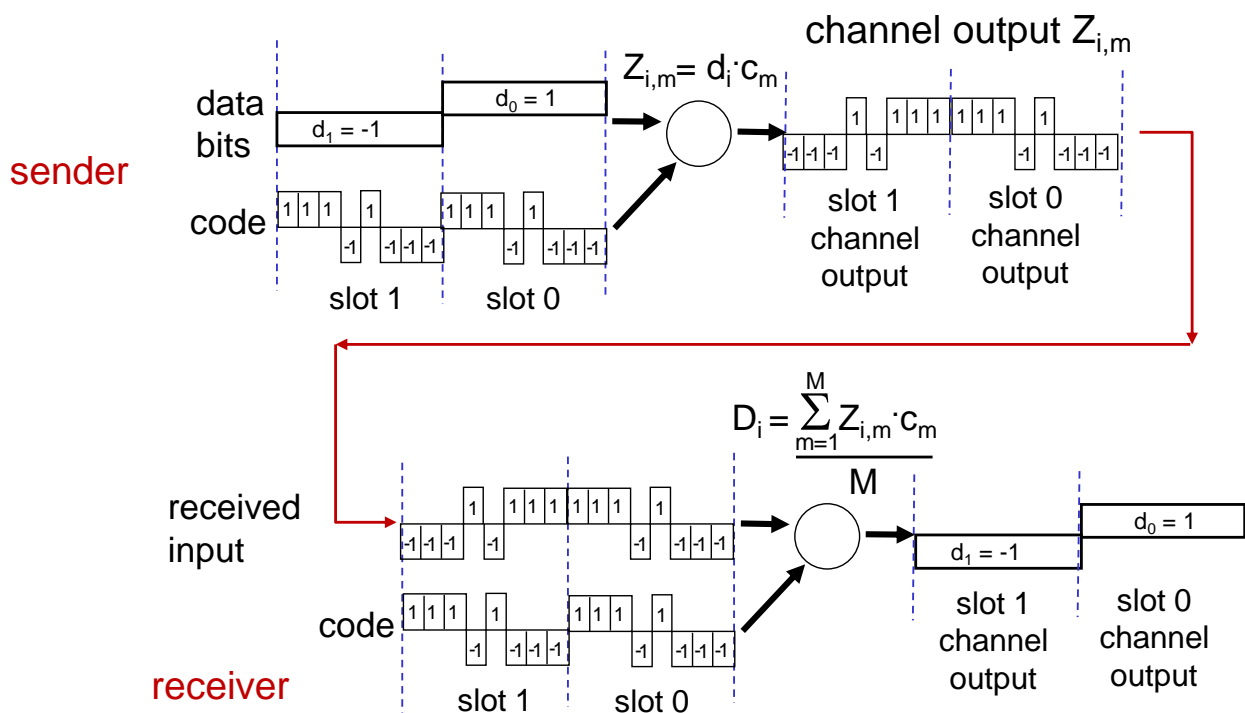 channel output Z_{i,m}
Z_{i,m} = d_i·c_m
data
bits
d_1 = -1
d_0 = 1
sender
code
1 1 1 -1 1 -1 -1 -1
1 1 1 -1 1 -1 -1 -1
slot 1
slot 0
-1 -1 -1 1 -1 1 1 1
1 1 1 -1 1 -1 -1 -1
slot 1
channel
output
slot 0
channel
output
D_i = Σ_{m=1}^{M} Z_{i,m}·c_m
M
received
input
-1 -1 -1 1 -1 1 1 1
1 1 1 -1 1 -1 -1 -1
code
1 1 1 -1 1 -1 -1 -1
1 1 1 -1 1 -1 -1 -1
slot 1
slot 0
receiver
d_1 = -1
d_0 = 1
slot 1
channel
output
slot 0
channel
output